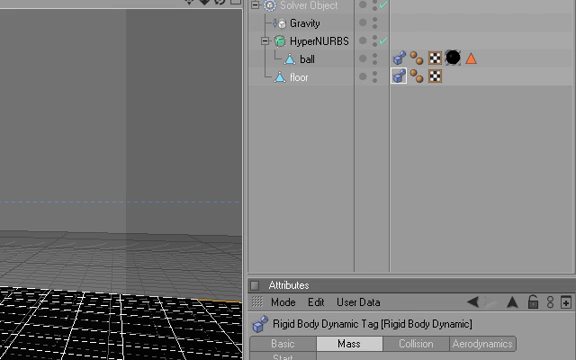 Solver Object
Gravity
HyperNURBS
ball
floor
Attributes
Mode Edit User Data
Rigid Body Dynamic Tag [Rigid Body Dynamic]
Basic Mass Collision Aerodynamics
Start